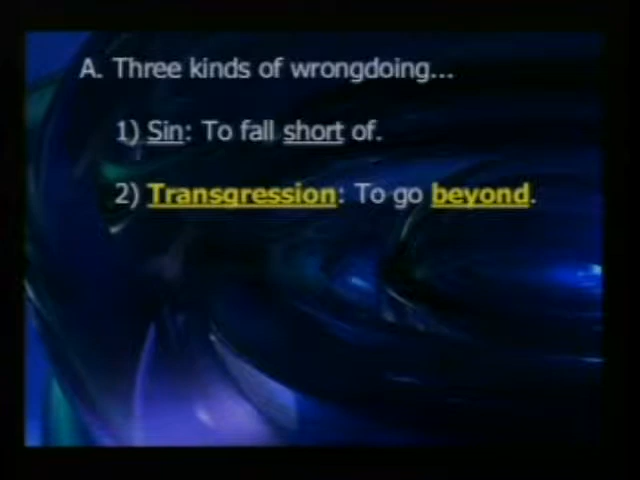 A. Three kinds of wrongdoing...
1) Sin: To fall short of.
2) Transgression: To go beyond.